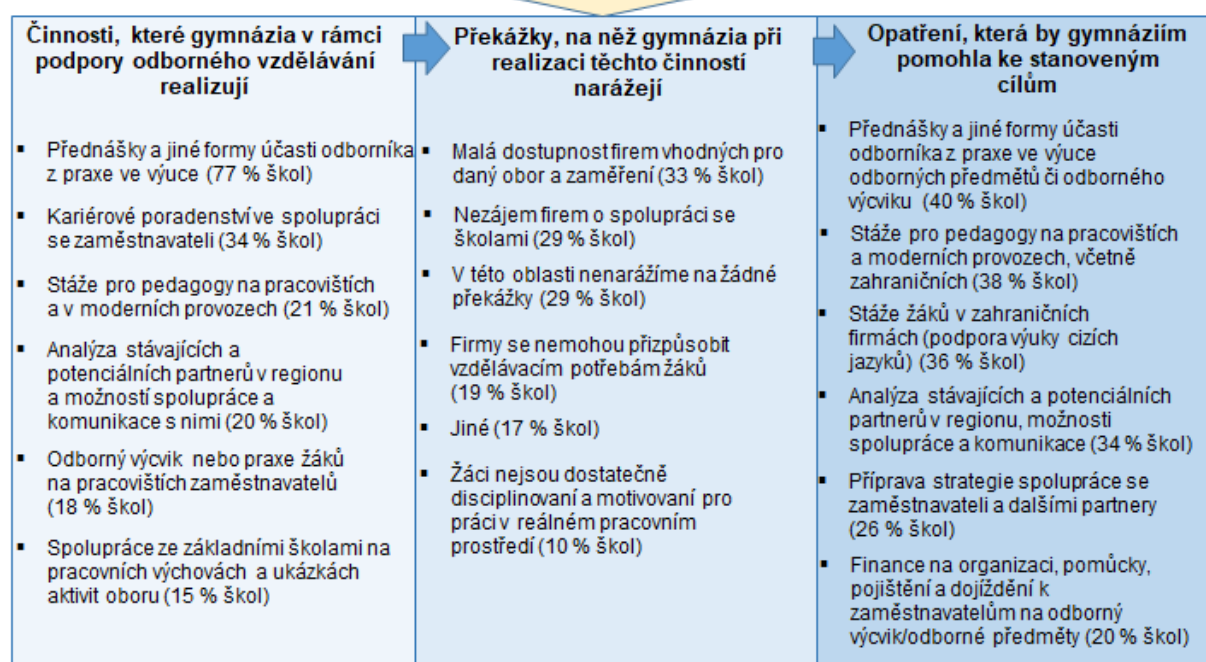 Činnosti, které gymnázia v rámci
podpory odborného vzdělávání
realizují
▪ Přednášky a jiné formy účasti odborníka
z praxe ve výuce (77 % škol)
▪ Kariérové poradenství ve spolupráci
se zaměstnavateli (34 % škol)
▪ Stáže pro pedagogy na pracovištích
a v moderních provozech (21 % škol)
▪ Analýza stávajících a
potenciálních partnerů v regionu
a možností spolupráce a
komunikace s nimi (20 % škol)
▪ Odborný výcvik nebo praxe žáků
na pracovištích zaměstnavatelů
(18 % škol)
▪ Spolupráce ze základními školami na
pracovních výchovách a ukázkách
aktivit oboru (15 % škol)
Překážky, na něž gymnázia při
realizaci těchto činností
narážejí
▪ Malá dostupnost firem vhodných pro
daný obor a zaměření (33 % škol)
▪ Nezájem firem o spolupráci se
školami (29 % škol)
▪ V této oblasti nenarážíme na žádné
překážky (29 % škol)
▪ Firmy se nemohou přizpůsobit
vzdělávacím potřebám žáků
(19 % škol)
▪ Jiné (17 % škol)
▪ Žáci nejsou dostatečně
disciplinovaní a motivovaní pro
práci v reálném pracovním
prostředí (10 % škol)
Opatření, která by gymnáziím
pomohla ke stanoveným
cílům
▪ Přednášky a jiné formy účasti
odborníka z praxe ve výuce
odborných předmětů či odborného
výcviku (40 % škol)
▪ Stáže pro pedagogy na pracovištích
a moderních provozech, včetně
zahraničních (38 % škol)
▪ Stáže žáků v zahraničních
firmách (podpora výuky cizích
jazyků) (36 % škol)
▪ Analýza stávajících a potenciálních
partnerů v regionu, možnosti
spolupráce a komunikace (34 % škol)
▪ Příprava strategie spolupráce se
zaměstnavateli a dalšími partnery
(26 % škol)
▪ Finance na organizaci, pomůcky,
pojištění a dojíždění k
zaměstnavatelům na odborný
výcvik/odborné předměty (20 % škol)